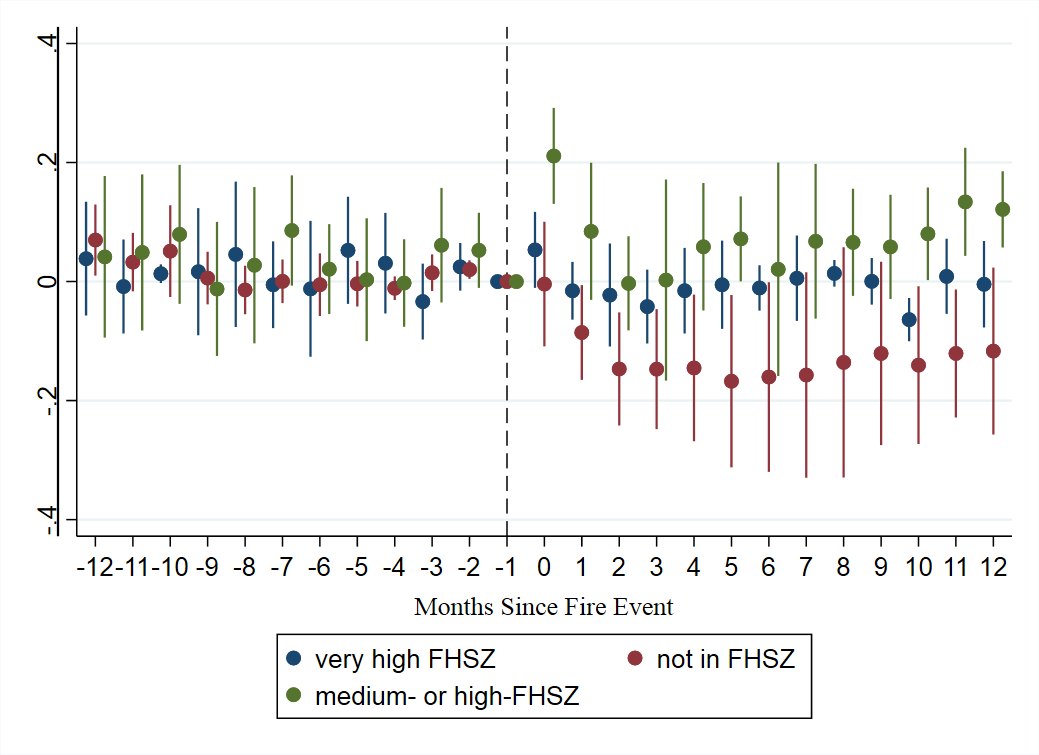 .4
.2
0
-.2
-.4
-12 -11 -10 -9 -8 -7 -6 -5 -4 -3 -2 -1 0 1 2 3 4 5 6 7 8 9 10 11 12
Months Since Fire Event
very high FHSZ not in FHSZ
medium- or high-FHSZ